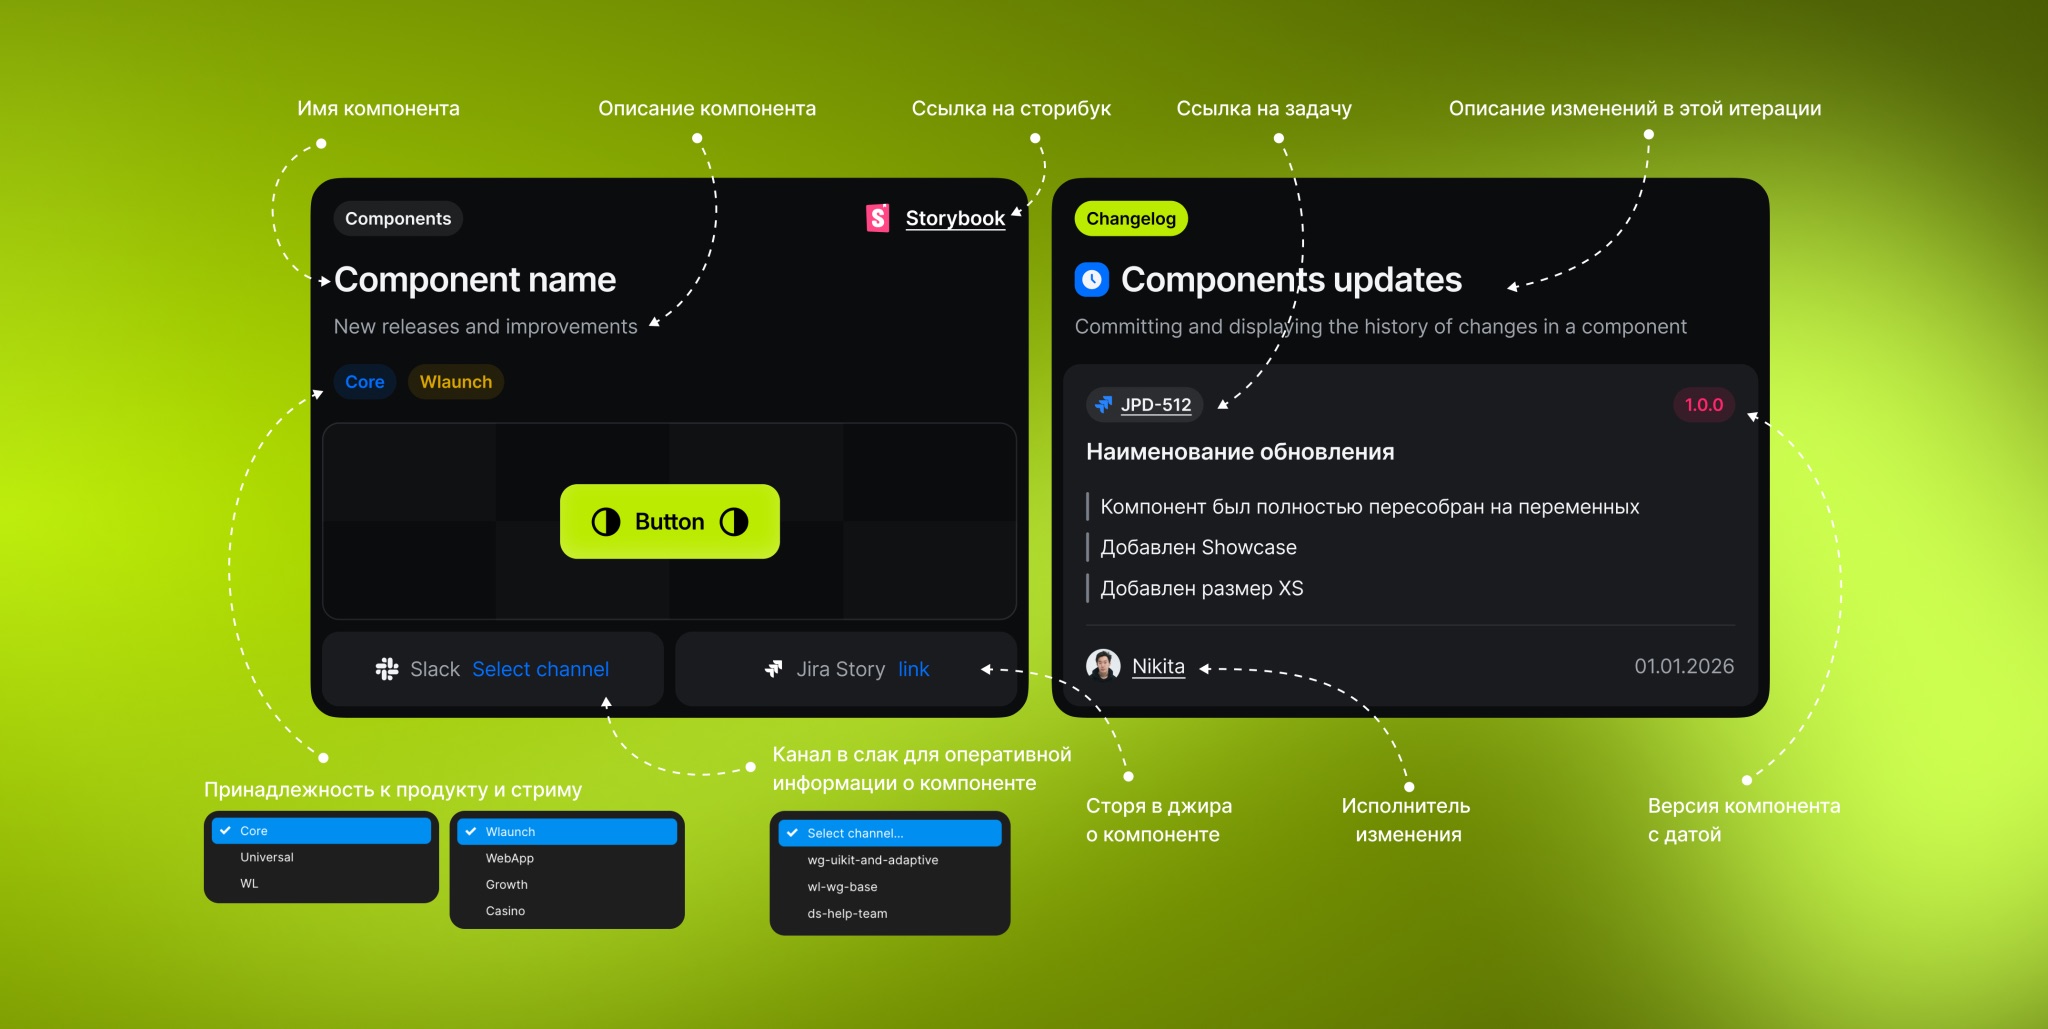 Имя компонента
Описание компонента
Ссылка на сторибук
Ссылка на задачу
Описание изменений в этой итерации
Components
Storybook
Component name
New releases and improvements
Core
Wlaunch
Button
Slack Select channel
Jira Story link
Changelog
Components updates
Committing and displaying the history of changes in a component
JPD-512
1.0.0
Наименование обновления
Компонент был полностью пересобран на переменных
Добавлен Showcase
Добавлен размер XS
Nikita
01.01.2026
Принадлежность к продукту и стриму
Core
Universal
WL
Wlaunch
WebApp
Growth
Casino
Канал в слак для оперативной
информации о компоненте
Select channel...
wg-uikit-and-adaptive
wl-wg-base
ds-help-team
Сторя в джира
о компоненте
Исполнитель
изменения
Версия компонента
с датой